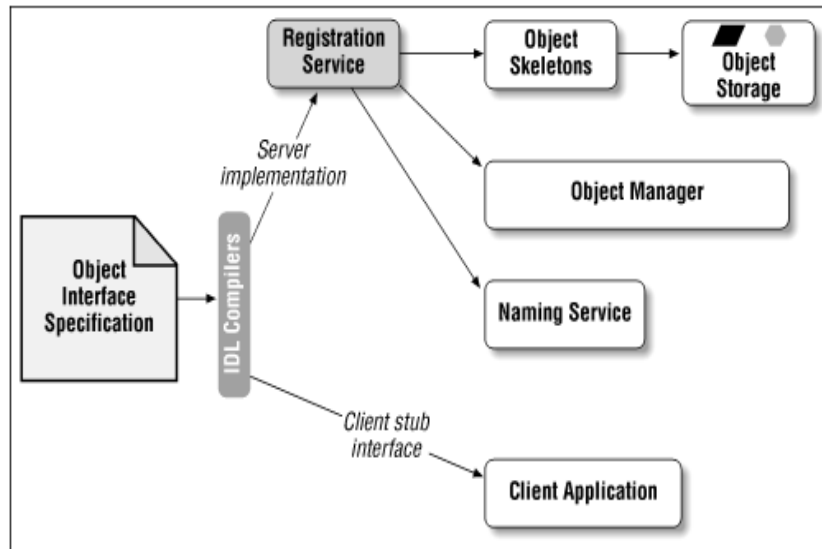 Registration
Service
Object
Skeletons
Object
Storage
Server
implementation
Object Manager
Object
Interface
Specification
IDL Compilers
Naming Service
Client stub
interface
Client Application